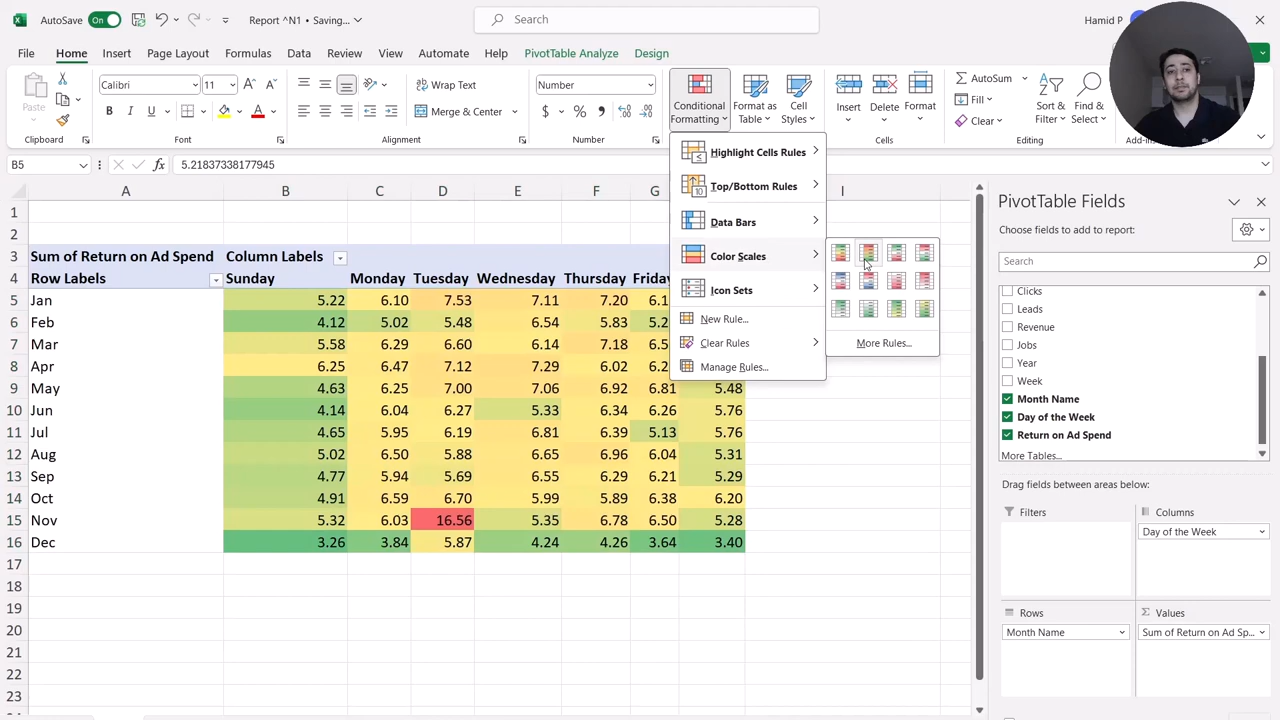 AutoSave On Report ^N1 • Saving... Search Hamid P
File Home Insert Page Layout Formulas Data Review View Automate Help PivotTable Analyze Design
Paste Calibri 11 Wrap Text Number Conditional Formatting Format as Table Cell Styles Insert Delete Format AutoSum Sort & Filter Find & Select
B I U A Merge & Center $ % Fill
Clear
Clipboard Font Alignment Number Cells Editing
B5 fx 5.21837338177945
A B C D E F G I
Highlight Cells Rules
Top/Bottom Rules
Data Bars
Color Scales
Icon Sets
New Rule...
Clear Rules
Manage Rules...
More Rules...
1
2
3 Sum of Return on Ad Spend Column Labels
4 Row Labels Sunday Monday Tuesday Wednesday Thursday Friday
5 Jan 5.22 6.10 7.53 7.11 7.20 6.1
6 Feb 4.12 5.02 5.48 6.54 5.83 5.2
7 Mar 5.58 6.29 6.60 6.14 7.18 6.
8 Apr 6.25 6.47 7.12 7.29 6.02 6.2
9 May 4.63 6.25 7.00 7.06 6.92 6.81 5.48
10 Jun 4.14 6.04 6.27 5.33 6.34 6.26 5.76
11 Jul 4.65 5.95 6.19 6.81 6.39 5.13 5.76
12 Aug 5.02 6.50 5.88 6.65 6.96 6.04 5.31
13 Sep 4.77 5.94 5.69 6.55 6.29 6.21 5.29
14 Oct 4.91 6.59 6.70 5.99 5.89 6.38 6.20
15 Nov 5.32 6.03 16.56 5.35 6.78 6.50 5.28
16 Dec 3.26 3.84 5.87 4.24 4.26 3.64 3.40
17
18
19
20
21
22
23
PivotTable Fields
Choose fields to add to report:
Search
Clicks
Leads
Revenue
Jobs
Year
Week
Month Name
Day of the Week
Return on Ad Spend
More Tables...
Drag fields between areas below:
Filters Columns
Day of the Week
Rows Σ Values
Month Name Sum of Return on Ad Sp...